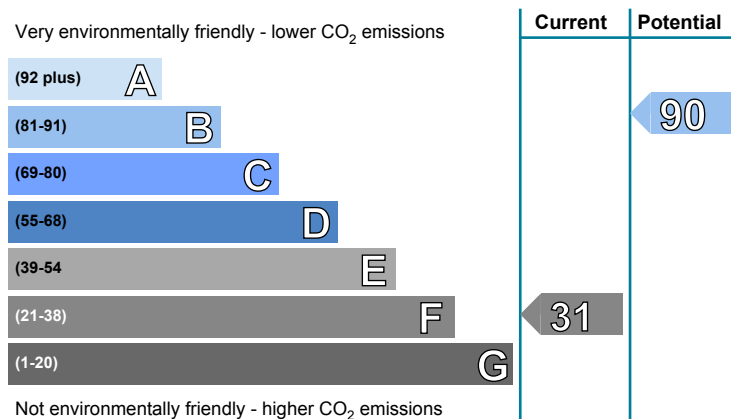 Very environmentally friendly - lower CO2 emissions
Current
Potential
(92 plus) A
(81-91) B
90
(69-80) C
(55-68) D
(39-54 E
(21-38) F
31
(1-20) G
Not environmentally friendly - higher CO2 emissions